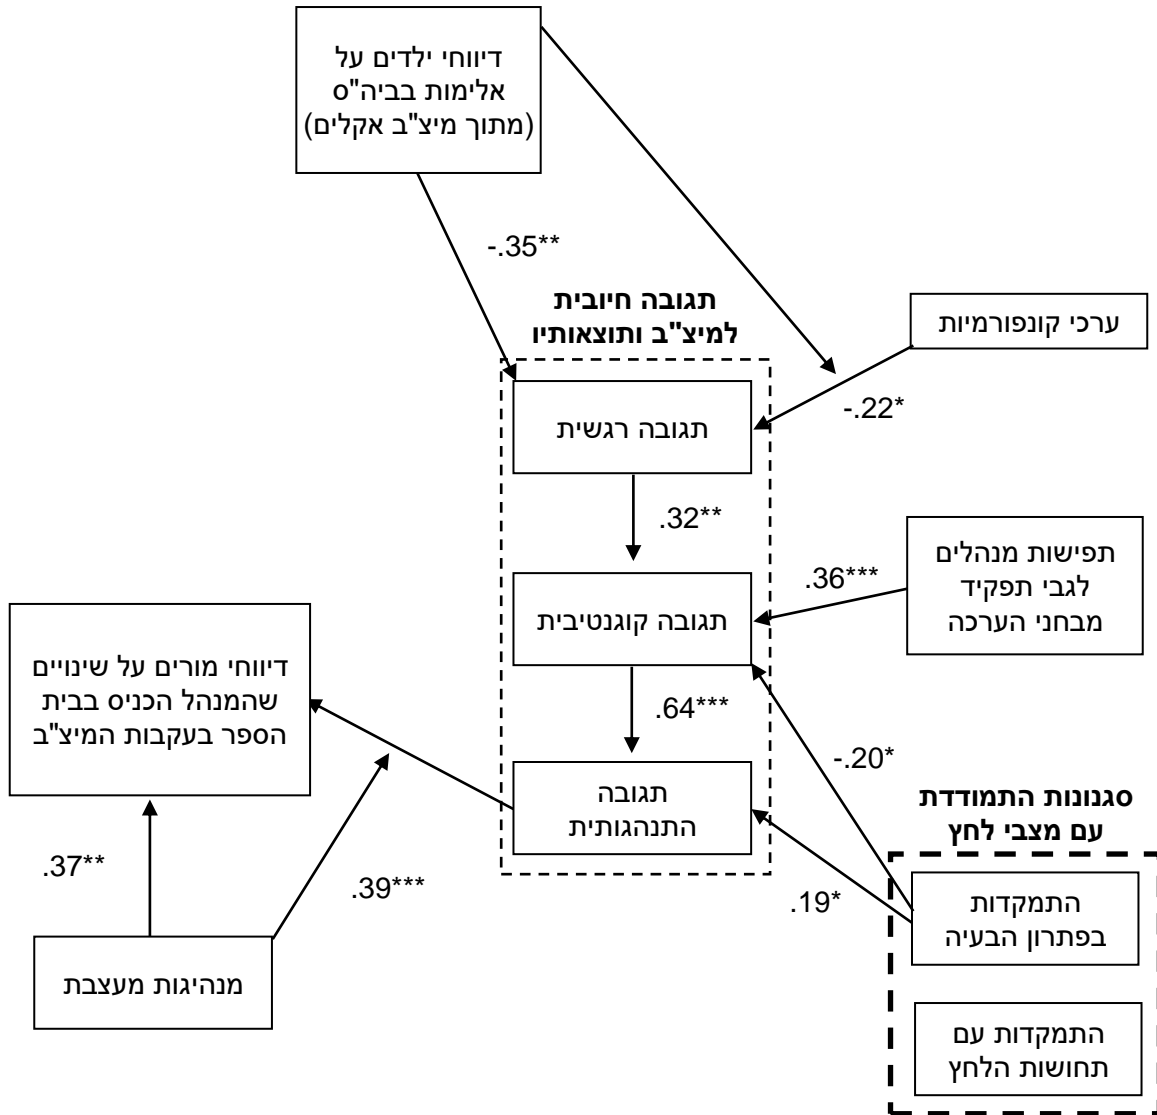 דיווחי ילדים על
אלימות בביה"ס
(מתוך מיצ"ב אקלים)
-.35**
תגובה חיובית
למיצ"ב ותוצאותיו
ערכי קונפורמיות
-.22*
תגובה רגשית
.32**
תפישות מנהלים
לגבי תפקיד
מבחני הערכה
.36***
תגובה קוגנטיבית
דיווחי מורים על שינויים
שהמנהל הכניס בבית
הספר בעקבות המיצ"ב
.64***
-.20*
תגובה
התנהגותית
סגנונות התמודדת
עם מצבי לחץ
.37**
.39***
.19*
התמקדות
בפתרון הבעיה
מנהיגות מעצבת
התמקדות עם
תחושות הלחץ